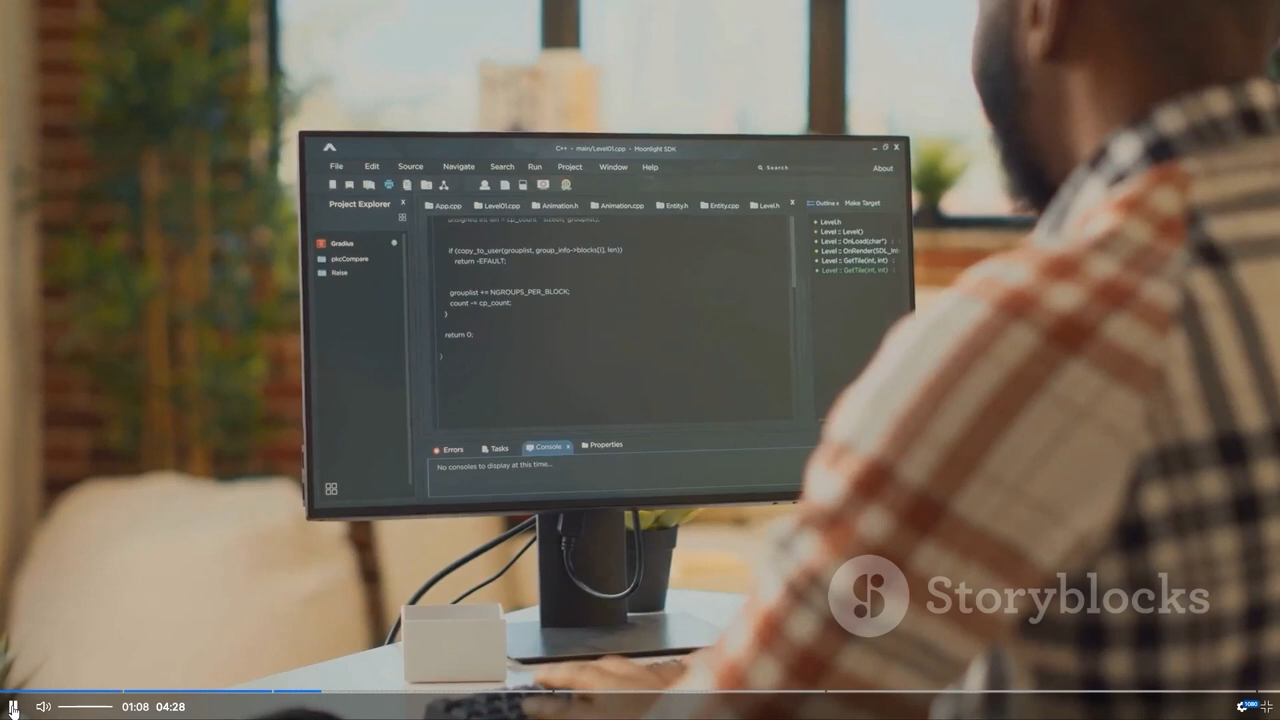 C++ - main/Level01.cpp - Moonlight SDK
File Edit Source Navigate Search Run Project Window Help Search About
Project Explorer x
App.cpp Level01.cpp Animation.h Animation.cpp Entity.h Entity.cpp Level.h x
Outline x Make Target
Gradius
pkcCompare
Raise
if (copy_to_user(grouplist, group_info->blocks[i], len))
return -EFAULT;
grouplist += NGROUPS_PER_BLOCK;
count -= cp_count;
}
return 0;
}
Level.h
Level :: Level()
Level :: OnLoad(char*)
Level :: OnRender(SDL_
Level :: GetTile(int, int)
Level :: GetTile(int, int)
Errors Tasks Console x Properties
No consoles to display at this time...
Storyblocks
01:08 04:28
1080